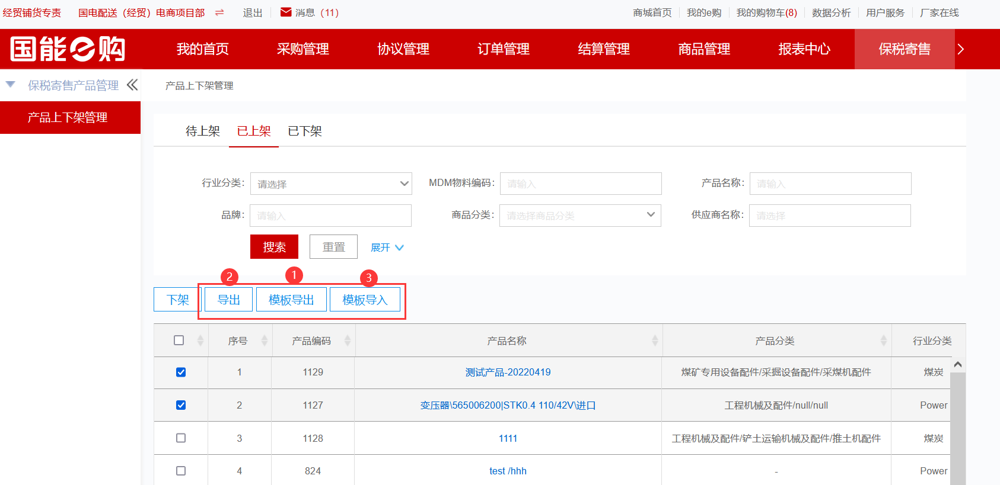 经贸铺货专责 国电配送（经贸）电商项目部 退出 消息（11） 商城首页 我的e购 我的购物车(8) 数据分析 用户服务 厂家在线
国能e购 我的首页 采购管理 协议管理 订单管理 结算管理 商品管理 报表中心 保税寄售
保税寄售产品管理 产品上下架管理
产品上下架管理
待上架 已上架 已下架
行业分类： 请选择 MDM物料编码： 请输入 产品名称： 请输入
品牌： 请输入 商品分类： 请选择商品分类 供应商名称： 请选择
搜索 重置 展开
2 1 3
下架 导出 模板导出 模板导入
序号 产品编码 产品名称 产品分类 行业分类
1 1129 测试产品-20220419 煤矿专用设备配件/采掘设备配件/采煤机配件 煤炭
2 1127 变压器\565006200|STK0.4 110/42V\进口 工程机械及配件/null/null Power
3 1128 1111 工程机械及配件/铲土运输机械及配件/推土机配件 煤炭
4 824 test /hhh - Power